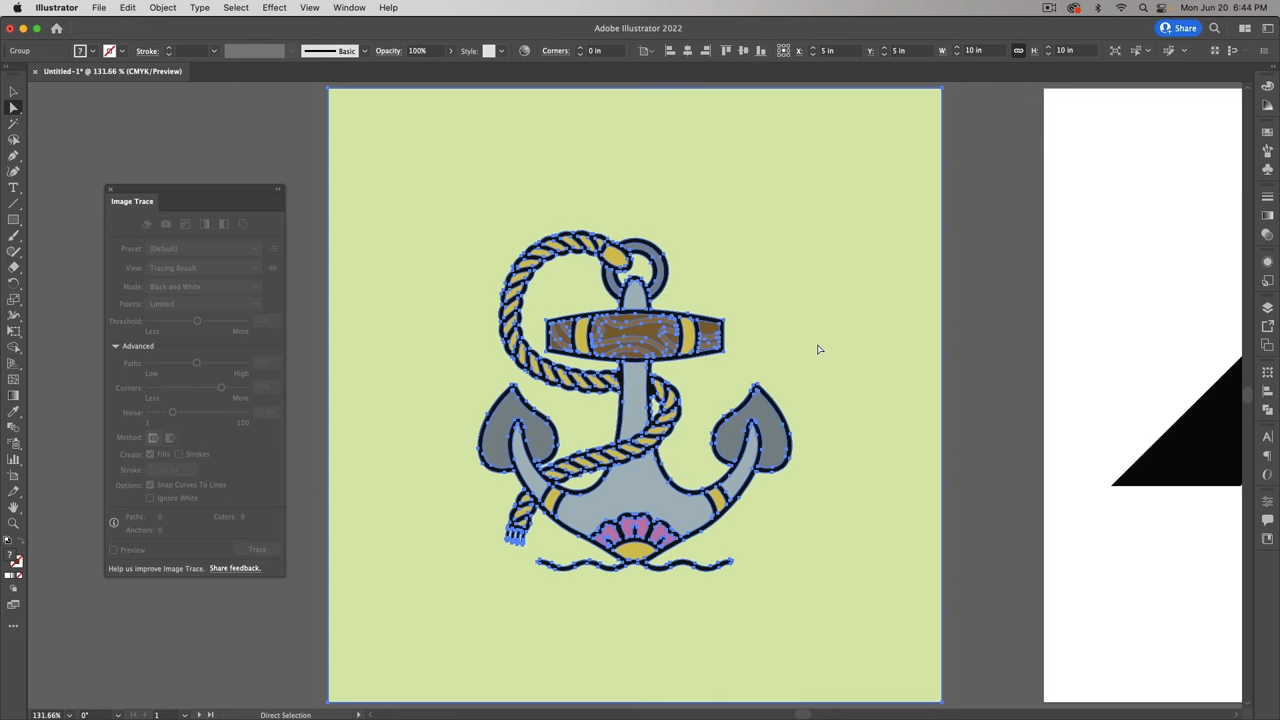 Illustrator File Edit Object Type Select Effect View Window Help Mon Jun 20 6:44 PM
Adobe Illustrator 2022 Share
Group ? Stroke: Basic Opacity: 100% Style: Corners: 0 in X: 5 in Y: 5 in W: 10 in H: 10 in
× Untitled-1* @ 131.66 % (CMYK/Preview)
Image Trace
Preset: [Default]
View: Tracing Result
Mode: Black and White
Palette: Limited
Threshold:
Less More
Advanced
Paths:
Low High
Corners:
Less More
Noise:
1 100
Method:
Create: Fills Strokes
Stroke:
Options: Snap Curves To Lines
Ignore White
Paths: 0 Colors: 0
Anchors: 0
Preview Trace
Help us improve Image Trace. Share feedback.
131.66% 0° 1 Direct Selection